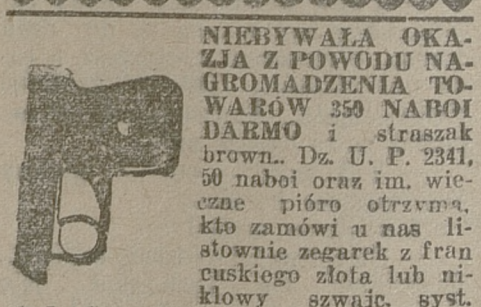 NIEBYWAŁA OKA-
ZJA Z POWODU NA-
GROMADZENIA TO-
WARÓW 350 NABOI
DARMO i straszak
brown.. Dz. U. P. 2341,
50 naboi oraz im. wie-
czne pióro otrzyma,
kto zamówi u nas li-
stownie zegarek z fran
cuskiego złota lub ni-
klowy szwajc. syst.